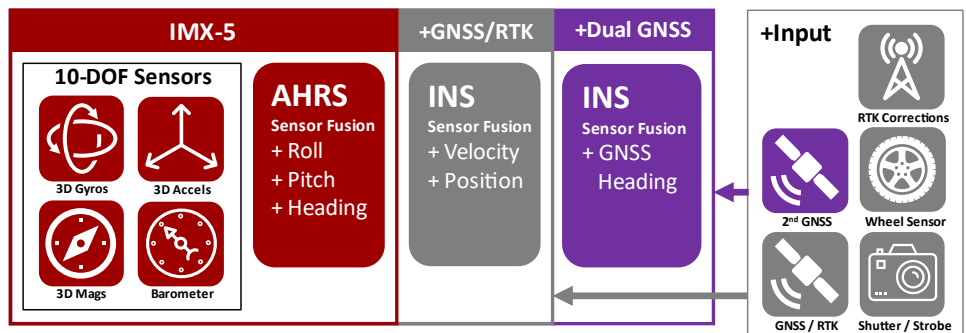 IMX-5
+GNSS/RTK
+Dual GNSS
+Input
10-DOF Sensors
3D Gyros
3D Accels
3D Mags
Barometer
AHRS
Sensor Fusion
+ Roll
+ Pitch
+ Heading
INS
Sensor Fusion
+ Velocity
+ Position
INS
Sensor Fusion
+ GNSS
Heading
RTK Corrections
2nd GNSS
Wheel Sensor
GNSS / RTK
Shutter / Strobe